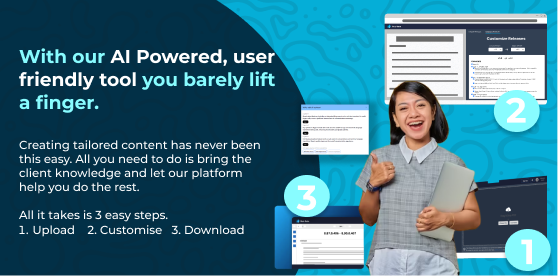 With our AI Powered, user
friendly tool you barely lift
a finger.
Creating tailored content has never been
this easy. All you need to do is bring the
client knowledge and let our platform
help you do the rest.
All it takes is 3 easy steps.
1. Upload 2. Customise 3. Download
Customize Releases
2
3
1